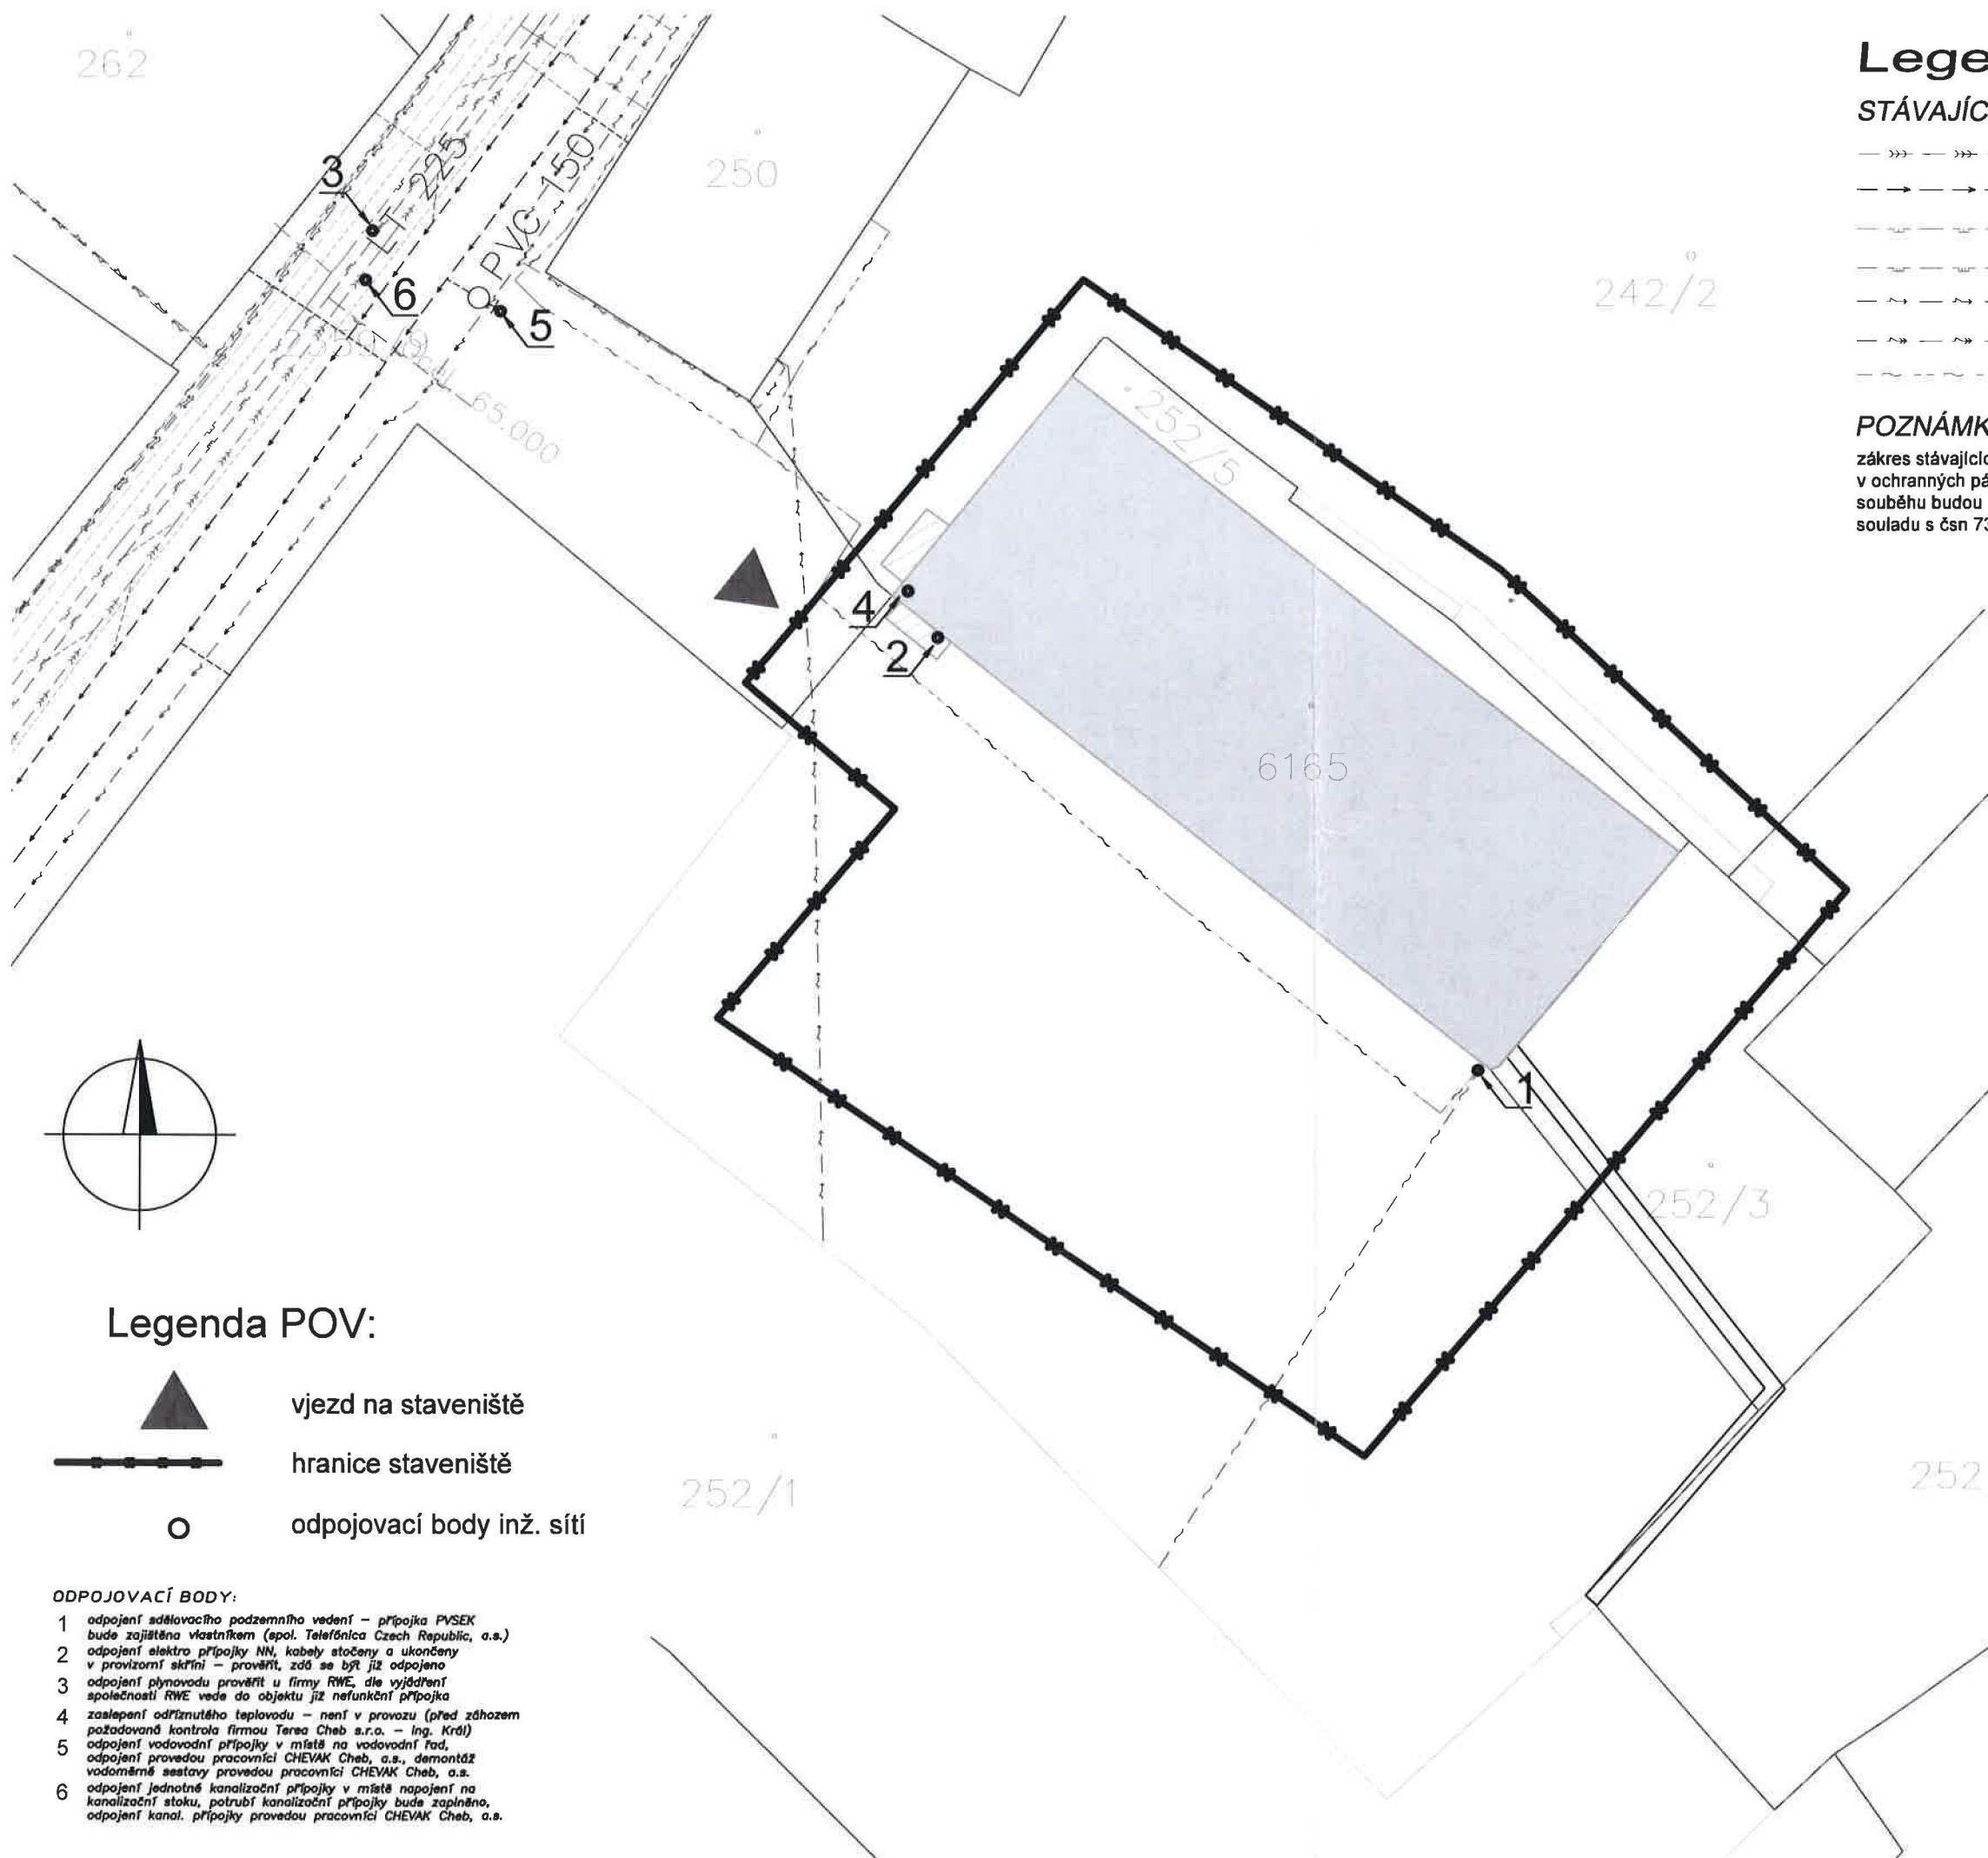 262
250
242/2
3
225
PVC 150
6
5
65.000
.252/5
4
2
6165
1
252/3
252/1
252
Lege
STÁVAJÍC
POZNÁMK
zákres stávajícíc
v ochranných pá
souběhu budou
souladu s čsn 73
Legenda POV:
vjezd na staveniště
hranice staveniště
odpojovací body inž. sítí
ODPOJOVACÍ BODY:
1 odpojení sdělovacího podzemního vedení – přípojka PVSEK
bude zajištěna vlastníkem (spol. Telefónica Czech Republic, a.s.)
2 odpojení elektro přípojky NN, kabely stočeny a ukončeny
v provizorní skříni – prověřit, zdá se být již odpojeno
3 odpojení plynovodu prověřit u firmy RWE, dle vyjádření
společnosti RWE vede do objektu již nefunkční přípojka
4 zaslepení odříznutého teplovodu – není v provozu (před záhozem
požadovaná kontrola firmou Terea Cheb s.r.o. – Ing. Král)
5 odpojení vodovodní přípojky v místě na vodovodní řad,
odpojení provedou pracovníci CHEVAK Cheb, a.s., demontáž
vodoměrné sestavy provedou pracovníci CHEVAK Cheb, a.s.
6 odpojení jednotné kanalizační přípojky v místě napojení na
kanalizační stoku, potrubí kanalizační přípojky bude zaplněno,
odpojení kanal. přípojky provedou pracovníci CHEVAK Cheb, a.s.